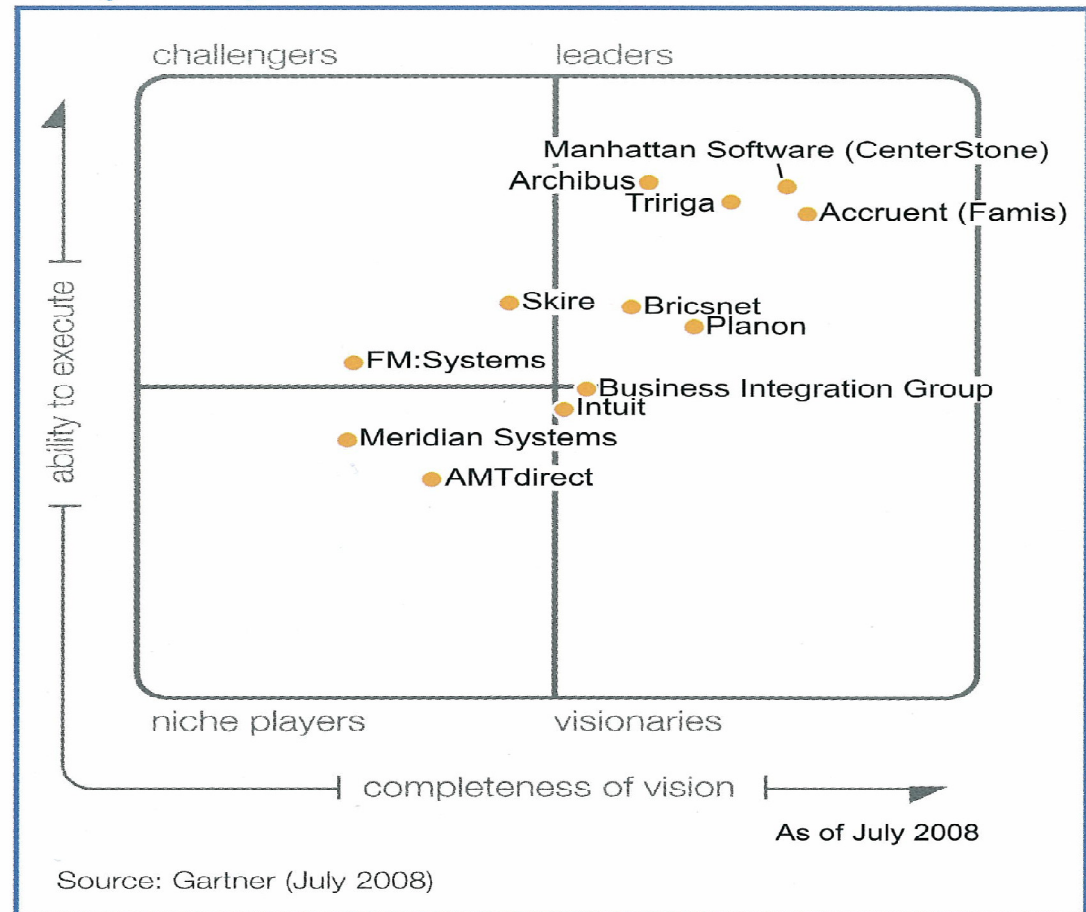 challengers
leaders
Manhattan Software (CenterStone)
Archibus
Tririga
Accruent (Famis)
Skire
Bricsnet
Planon
FM:Systems
Business Integration Group
Intuit
Meridian Systems
AMTdirect
ability to execute
niche players
visionaries
completeness of vision
As of July 2008
Source: Gartner (July 2008)